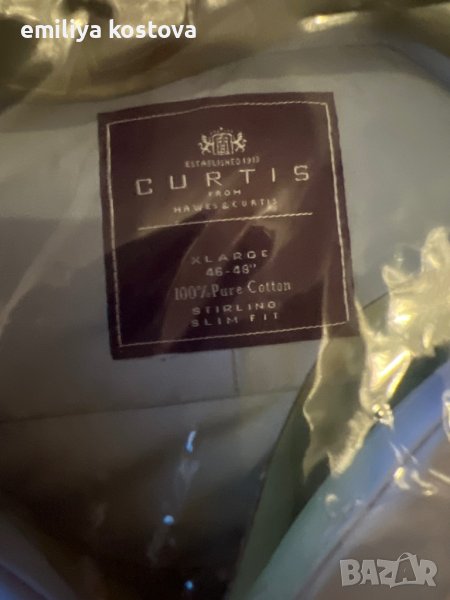 emiliya kostova
ESTABLISHED 1913
CURTIS
FROM
HAWES & CURTIS
XLARGE
46-48"
100% Pure Cotton
STIRLING
SLIM FIT
BAZAR